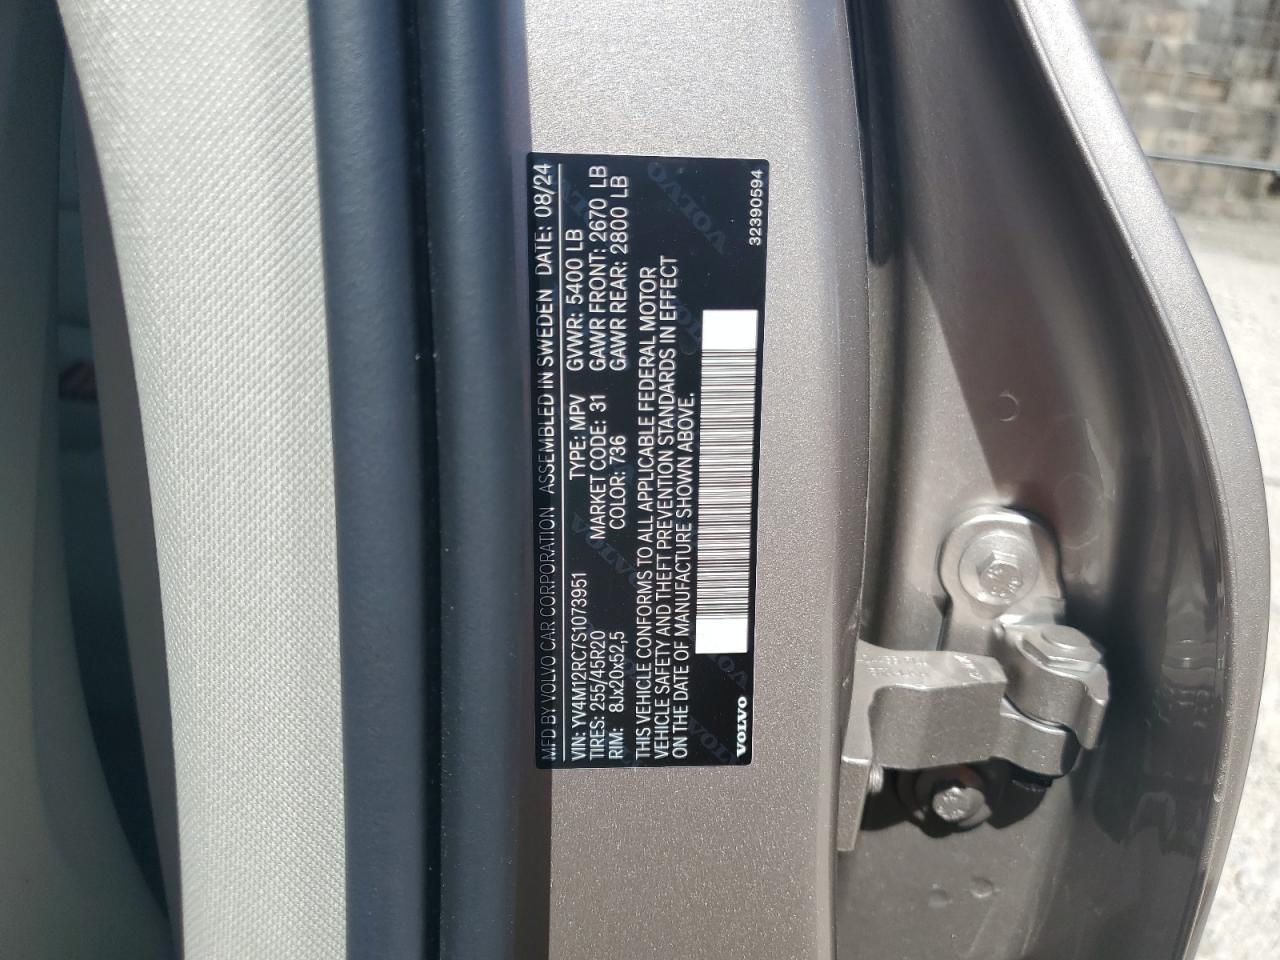 MFD BY VOLVO CAR CORPORATION ASSEMBLED IN SWEDEN DATE: 08/24
VIN: YV4M12RC7S1073951 TYPE: MPV GVWR: 5400 LB
TIRES: 255/45R20 MARKET CODE: 31 GAWR FRONT: 2670 LB
RIM: 8Jx20x52,5 COLOR: 736 GAWR REAR: 2800 LB
THIS VEHICLE CONFORMS TO ALL APPLICABLE FEDERAL MOTOR
VEHICLE SAFETY AND THEFT PREVENTION STANDARDS IN EFFECT
ON THE DATE OF MANUFACTURE SHOWN ABOVE.
VOLVO 32390594